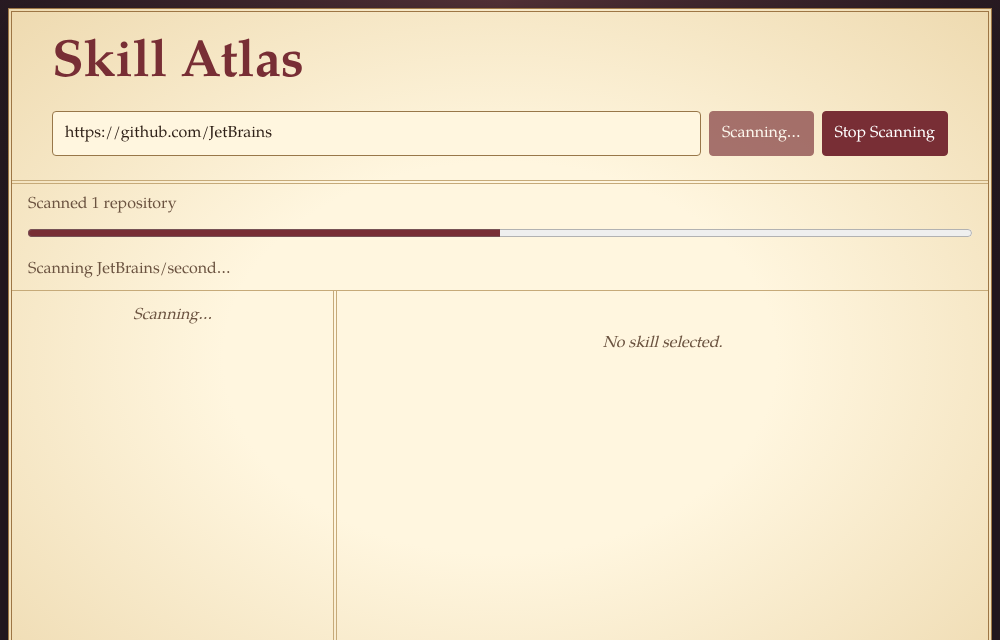 Skill Atlas
https://github.com/JetBrains
Scanning...
Stop Scanning
Scanned 1 repository
Scanning JetBrains/second...
Scanning...
No skill selected.